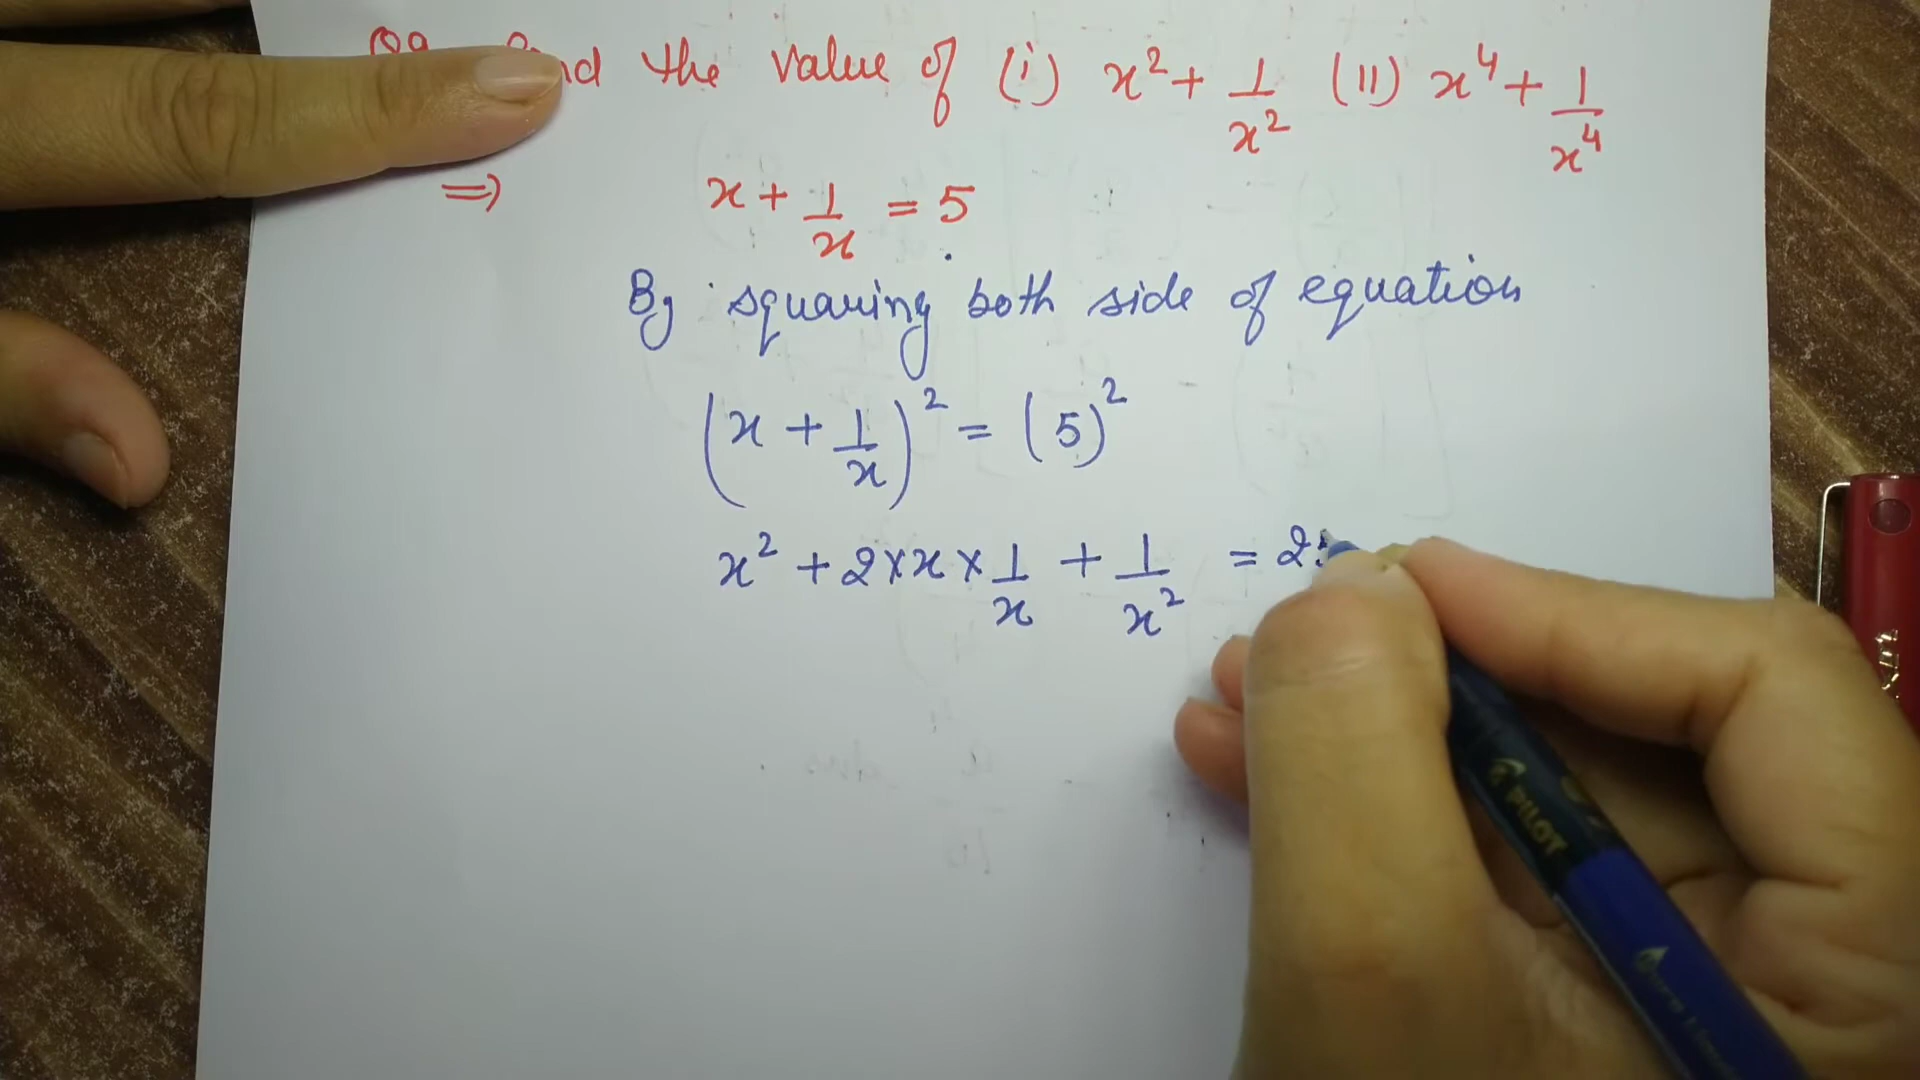 the value of (i) x² + 1/x² (ii) x⁴ + 1/x⁴
⇒ x + 1/x = 5
By squaring both side of equation
(x + 1/x)² = (5)²
x² + 2 × x × 1/x + 1/x² = 25
PILOT